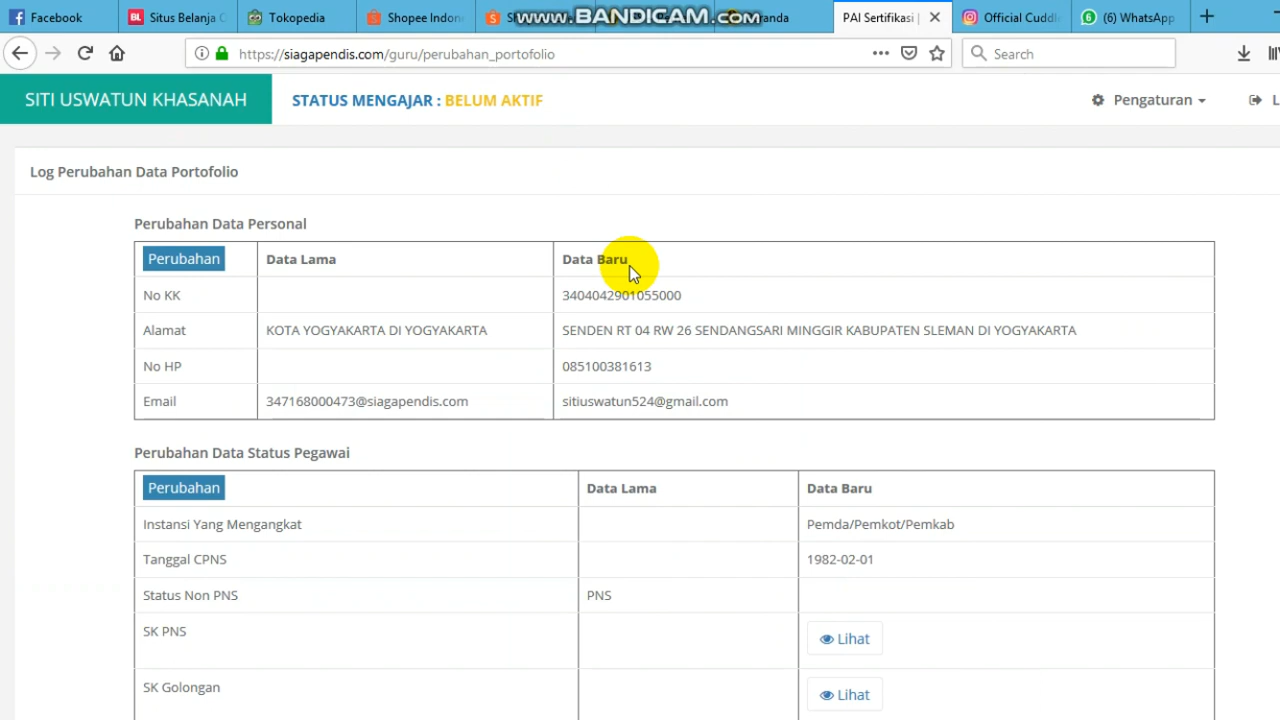 Facebook
Situs Belanja O
Tokopedia
Shopee Indon
Sh
www.BANDICAM.com
randa
PAI Sertifikasi |
Official Cuddl
(6) WhatsApp
https://siagapendis.com/guru/perubahan_portofolio
Search
SITI USWATUN KHASANAH
STATUS MENGAJAR : BELUM AKTIF
Pengaturan
L
Log Perubahan Data Portofolio
Perubahan Data Personal
Perubahan Data Lama Data Baru
No KK 3404042901055000
Alamat KOTA YOGYAKARTA DI YOGYAKARTA SENDEN RT 04 RW 26 SENDANGSARI MINGGIR KABUPATEN SLEMAN DI YOGYAKARTA
No HP 085100381613
Email 347168000473@siagapendis.com sitiuswatun524@gmail.com
Perubahan Data Status Pegawai
Perubahan Data Lama Data Baru
Instansi Yang Mengangkat Pemda/Pemkot/Pemkab
Tanggal CPNS 1982-02-01
Status Non PNS PNS
SK PNS Lihat
SK Golongan Lihat